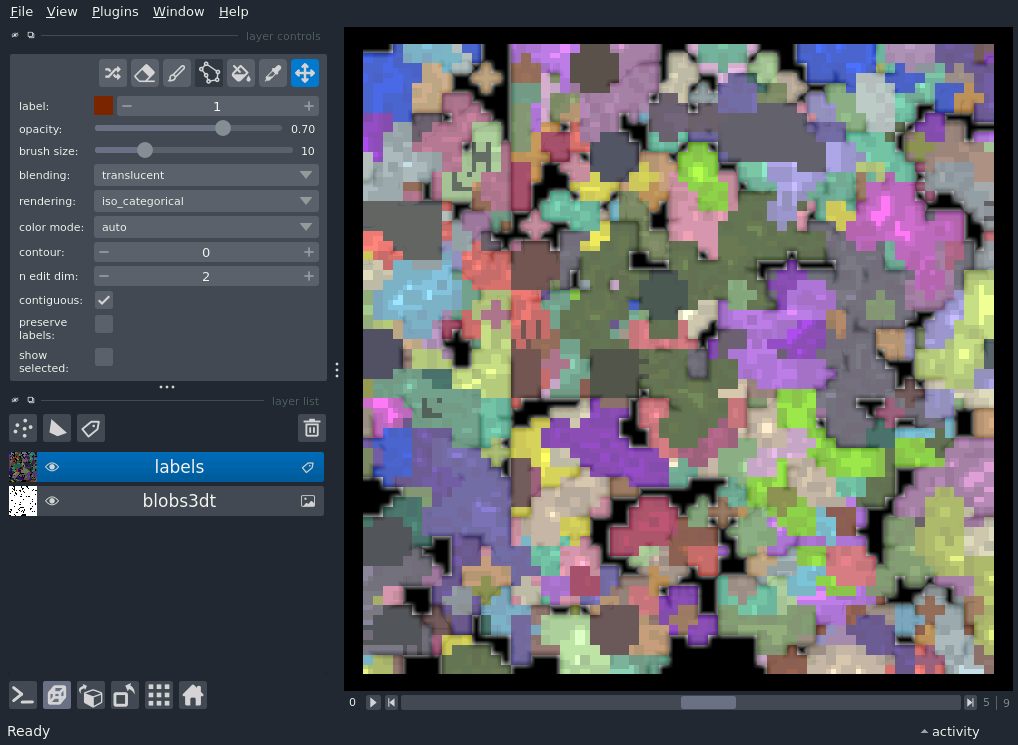 File View Plugins Window Help
layer controls
label: 1
opacity: 0.70
brush size: 10
blending: translucent
rendering: iso_categorical
color mode: auto
contour: 0
n edit dim: 2
contiguous:
preserve
labels:
show
selected:
layer list
labels
blobs3dt
0 5 9
Ready activity